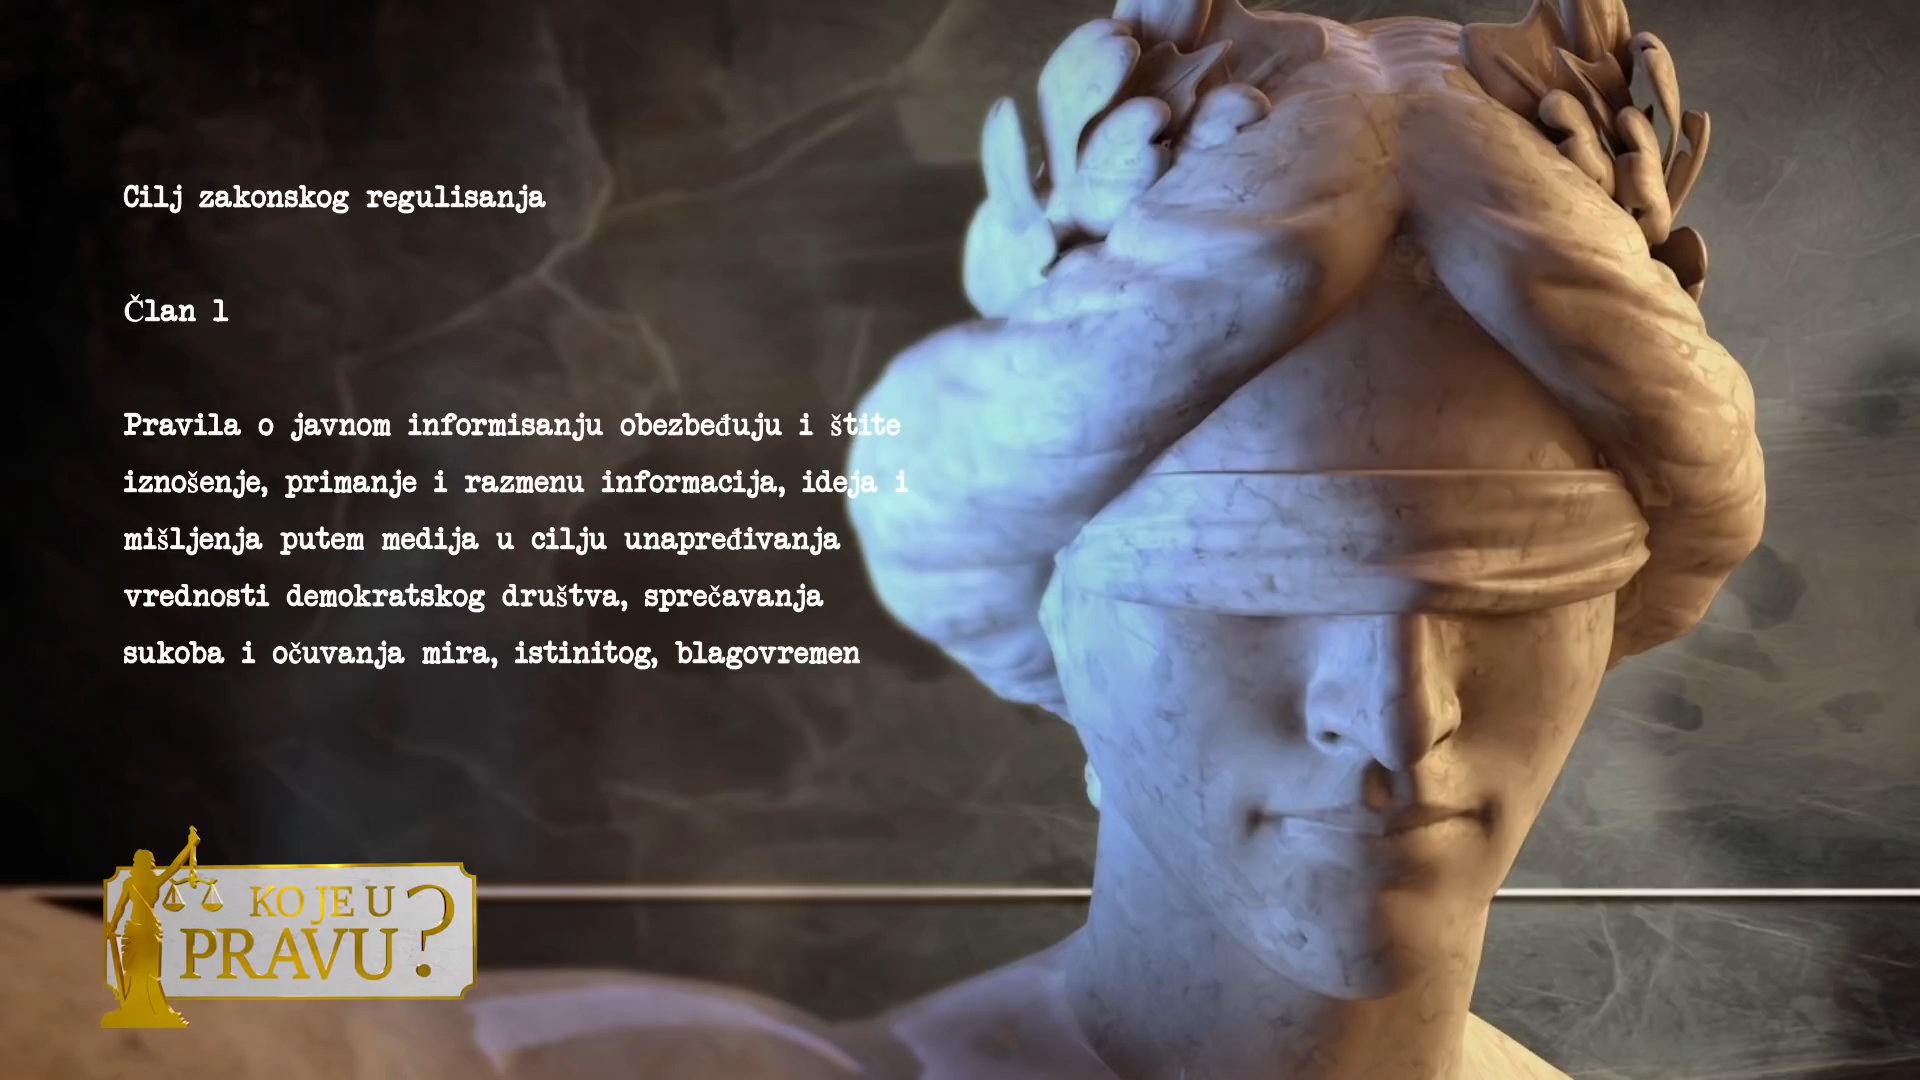 Cilj zakonskog regulisanja
Član 1
Pravila o javnom informisanju obezbeđuju i štite
iznošenje, primanje i razmenu informacija, ideja i
mišljenja putem medija u cilju unapređivanja
vrednosti demokratskog društva, sprečavanja
sukoba i očuvanja mira, istinitog, blagovremen
KO JE U
PRAVU?